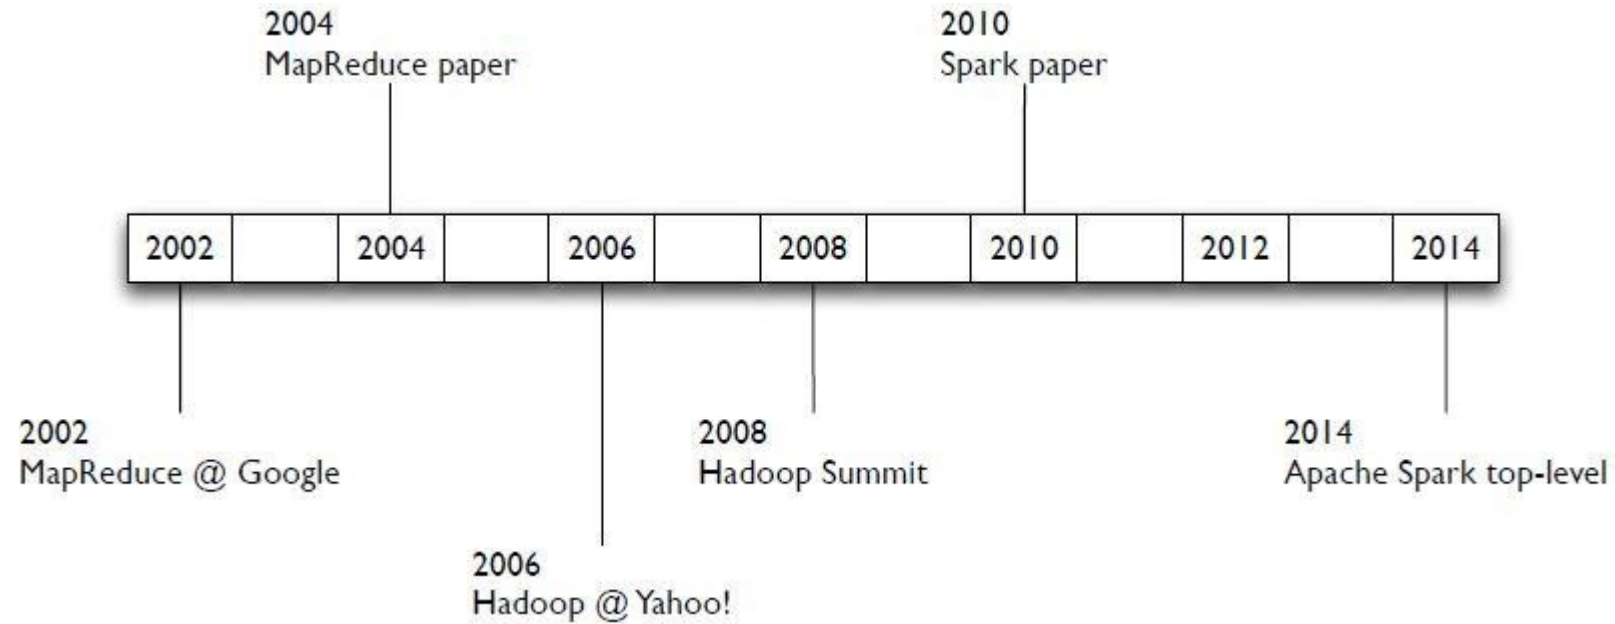 2004
MapReduce paper
2010
Spark paper
2002 2004 2006 2008 2010 2012 2014
2002
MapReduce @ Google
2008
Hadoop Summit
2014
Apache Spark top-level
2006
Hadoop @ Yahoo!